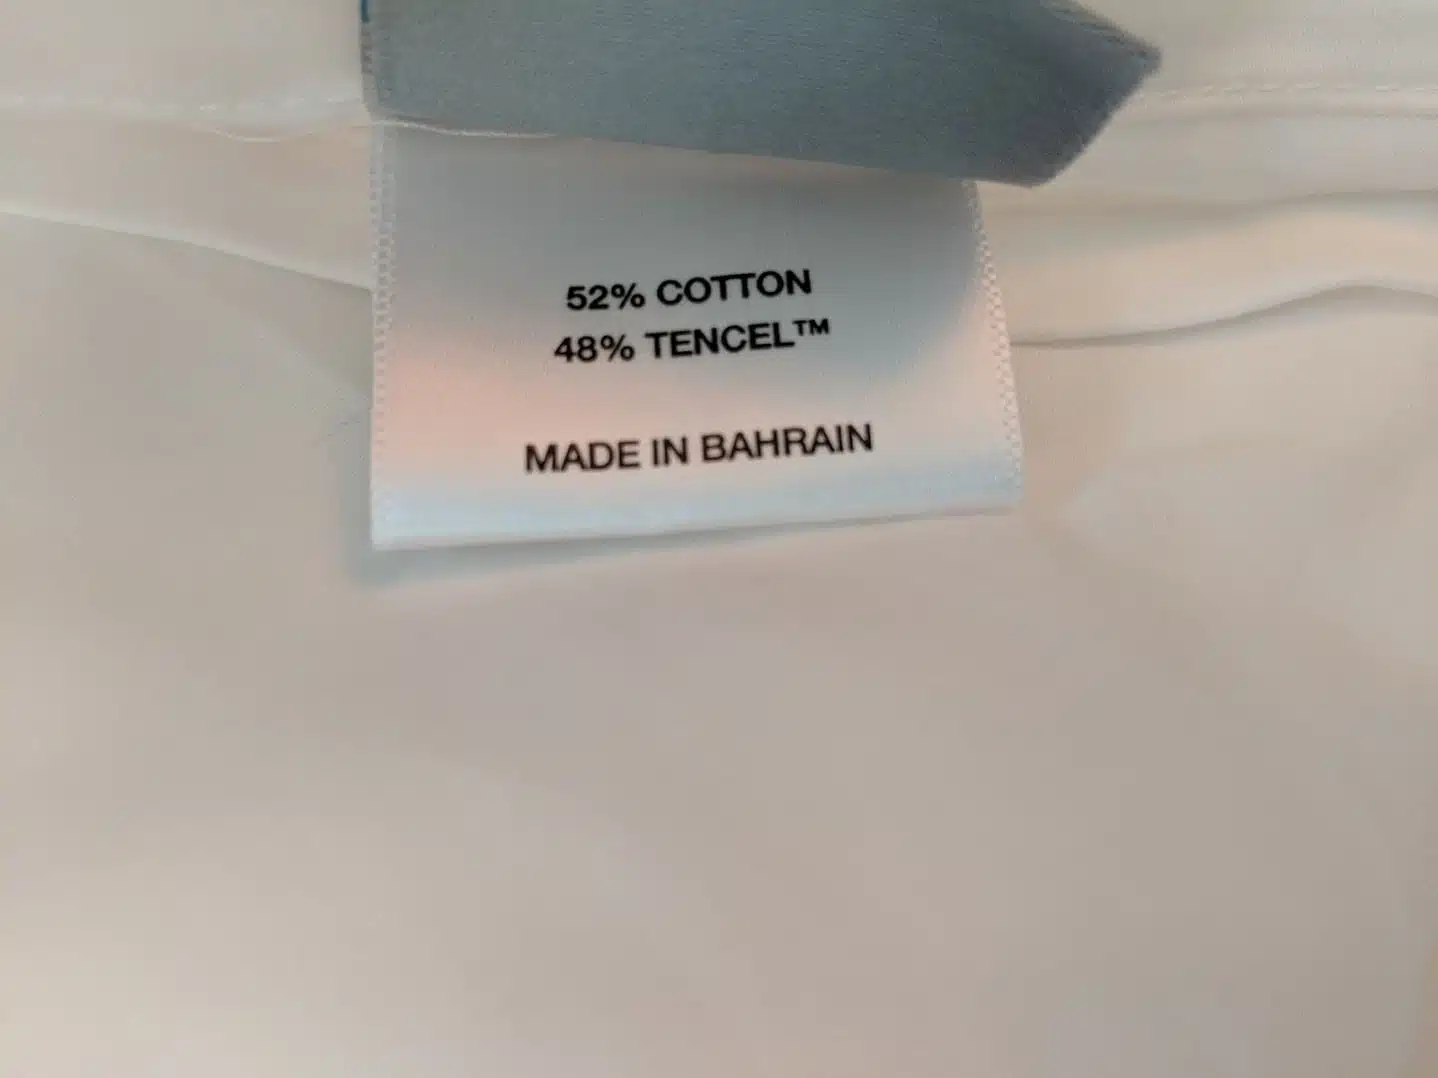 52% COTTON
48% TENCEL™
MADE IN BAHRAIN